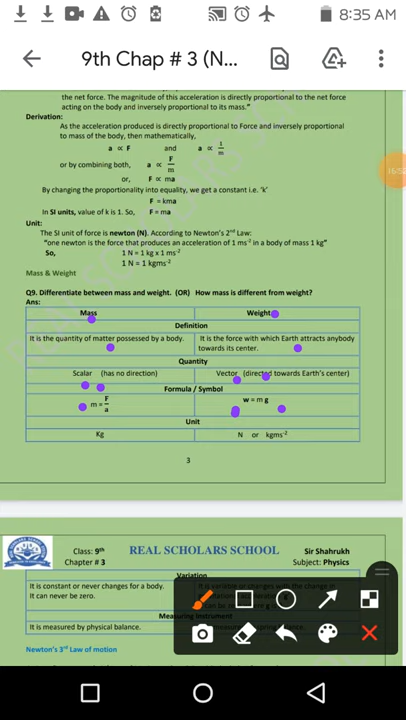 8:35 AM
9th Chap # 3 (N...
the net force. The magnitude of this acceleration is directly proportional to the net force
acting on the body and inversely proportional to its mass."
Derivation:
As the acceleration produced is directly proportional to Force and inversely proportional
to mass of the body, then mathematically,
a ∝ F and a ∝ 1/m
or by combining both, a ∝ F/m
or, F ∝ ma
By changing the proportionality into equality, we get a constant i.e. 'k'
F = kma
In SI units, value of k is 1. So, F = ma
Unit:
The SI unit of force is newton (N). According to Newton's 2nd Law:
"one newton is the force that produces an acceleration of 1 ms-2 in a body of mass 1 kg"
So, 1 N = 1 kg x 1 ms-2
1 N = 1 kgms-2
Mass & Weight
Q9. Differentiate between mass and weight. (OR) How mass is different from weight?
Ans:
Mass Weight
Definition
It is the quantity of matter possessed by a body. It is the force with which Earth attracts anybody
towards its center.
Quantity
Scalar (has no direction) Vector (directed towards Earth's center)
Formula / Symbol
m = F/a w = m g
Unit
Kg N or kgms-2
3
Class: 9th REAL SCHOLARS SCHOOL Sir Shahrukh
Chapter # 3 Subject: Physics
Variation
It is constant or never changes for a body.
It can never be zero.
It is measured by physical balance.
Newton's 3rd Law of motion